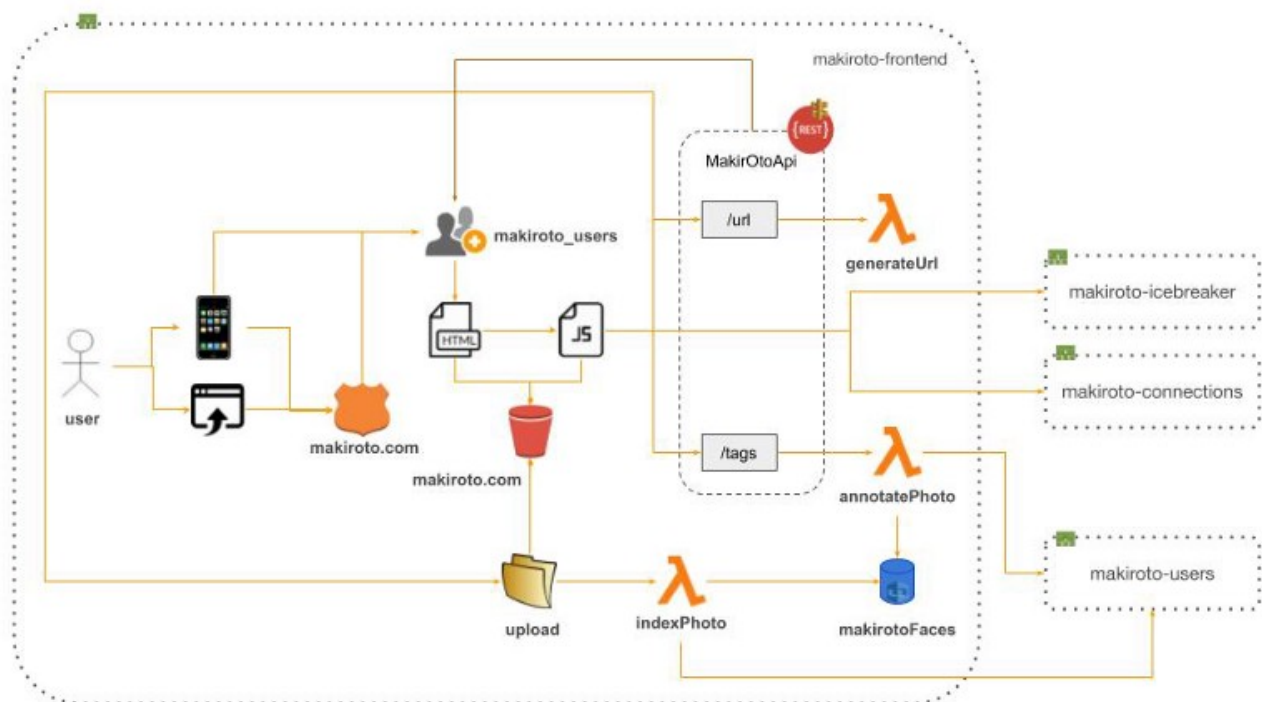 makiroto-frontend
{REST}
MakirOtoApi
/url
makiroto_users
generateUrl
makiroto-icebreaker
HTML
JS
user
makiroto-connections
makiroto.com
/tags
makiroto.com
annotatePhoto
makiroto-users
upload
indexPhoto
makirotoFaces